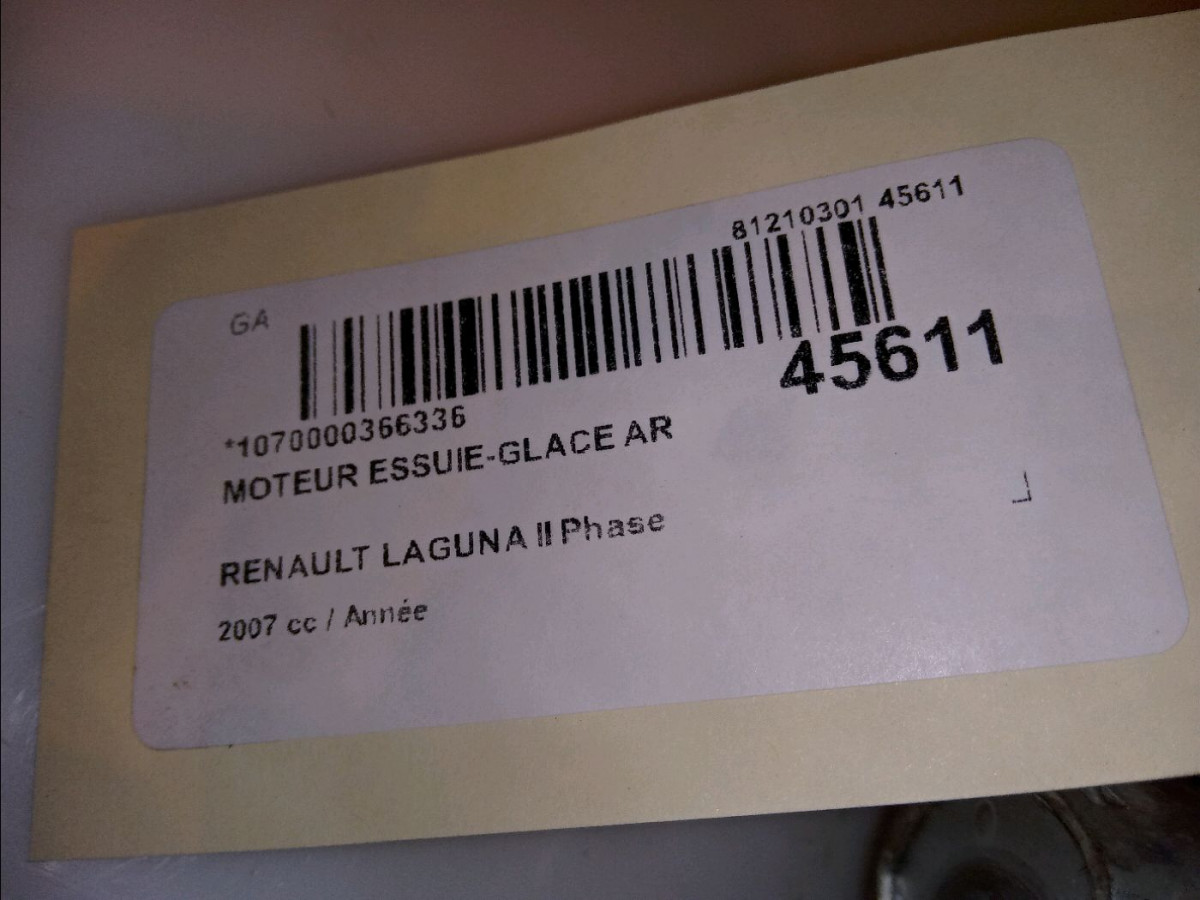 81210301 45611
GA
45611
*1070000366336
MOTEUR ESSUIE-GLACE AR
RENAULT LAGUNA II Phase
2007 cc / Année